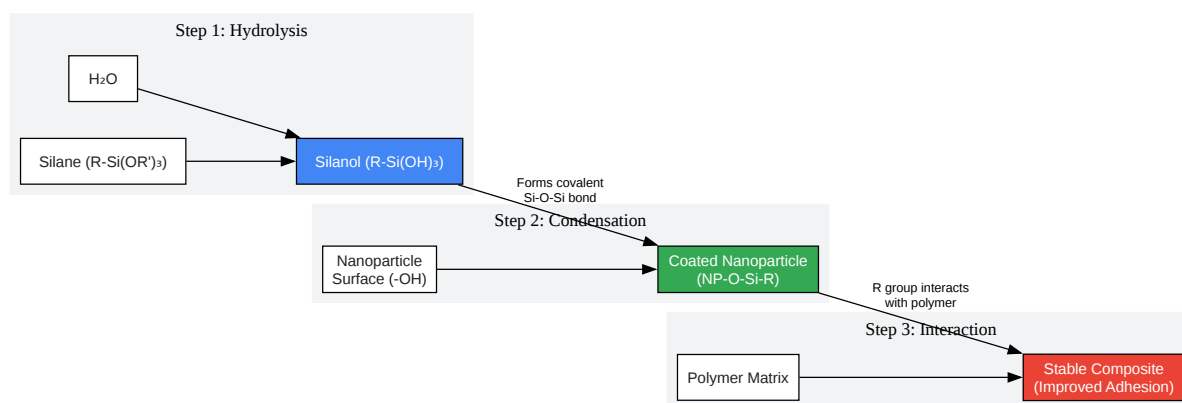 Step 1: Hydrolysis
H₂O
Silane (R-Si(OR')₃)
Silanol (R-Si(OH)₃)
Forms covalent
Si-O-Si bond
Step 2: Condensation
Nanoparticle
Surface (-OH)
Coated Nanoparticle
(NP-O-Si-R)
R group interacts
with polymer
Step 3: Interaction
Polymer Matrix
Stable Composite
(Improved Adhesion)